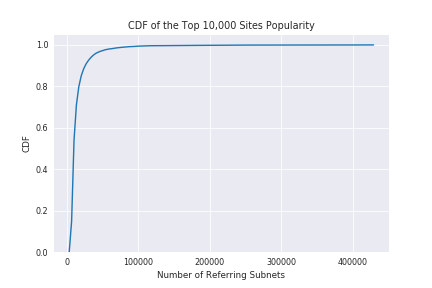 CDF of the Top 10,000 Sites Popularity
1.0
0.8
0.6
0.4
0.2
0.0
CDF
0 100000 200000 300000 400000
Number of Referring Subnets